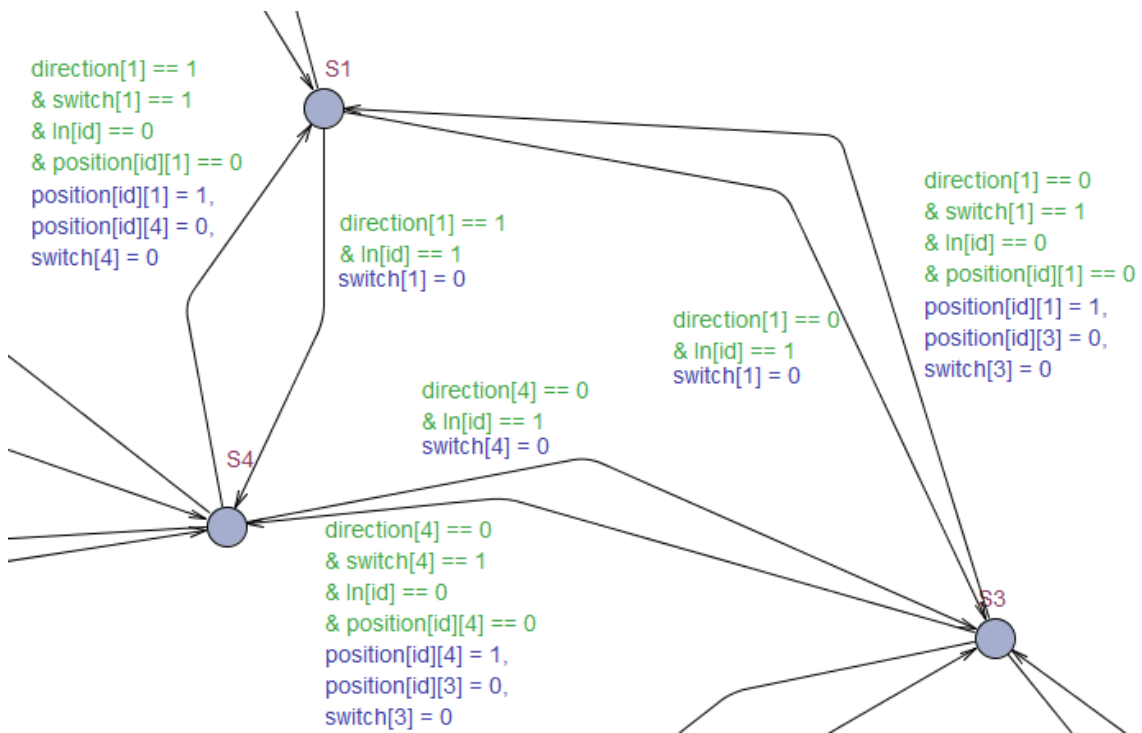 direction[1] == 1
& switch[1] == 1
& ln[id] == 0
& position[id][1] == 0
position[id][1] = 1,
position[id][4] = 0,
switch[4] = 0
S1
direction[1] == 1
& ln[id] == 1
switch[1] = 0
direction[1] == 0
& switch[1] == 1
& ln[id] == 0
& position[id][1] == 0
position[id][1] = 1,
position[id][3] = 0,
switch[3] = 0
direction[1] == 0
& ln[id] == 1
switch[1] = 0
direction[4] == 0
& ln[id] == 1
switch[4] = 0
S4
direction[4] == 0
& switch[4] == 1
& ln[id] == 0
& position[id][4] == 0
position[id][4] = 1,
position[id][3] = 0,
switch[3] = 0
S3